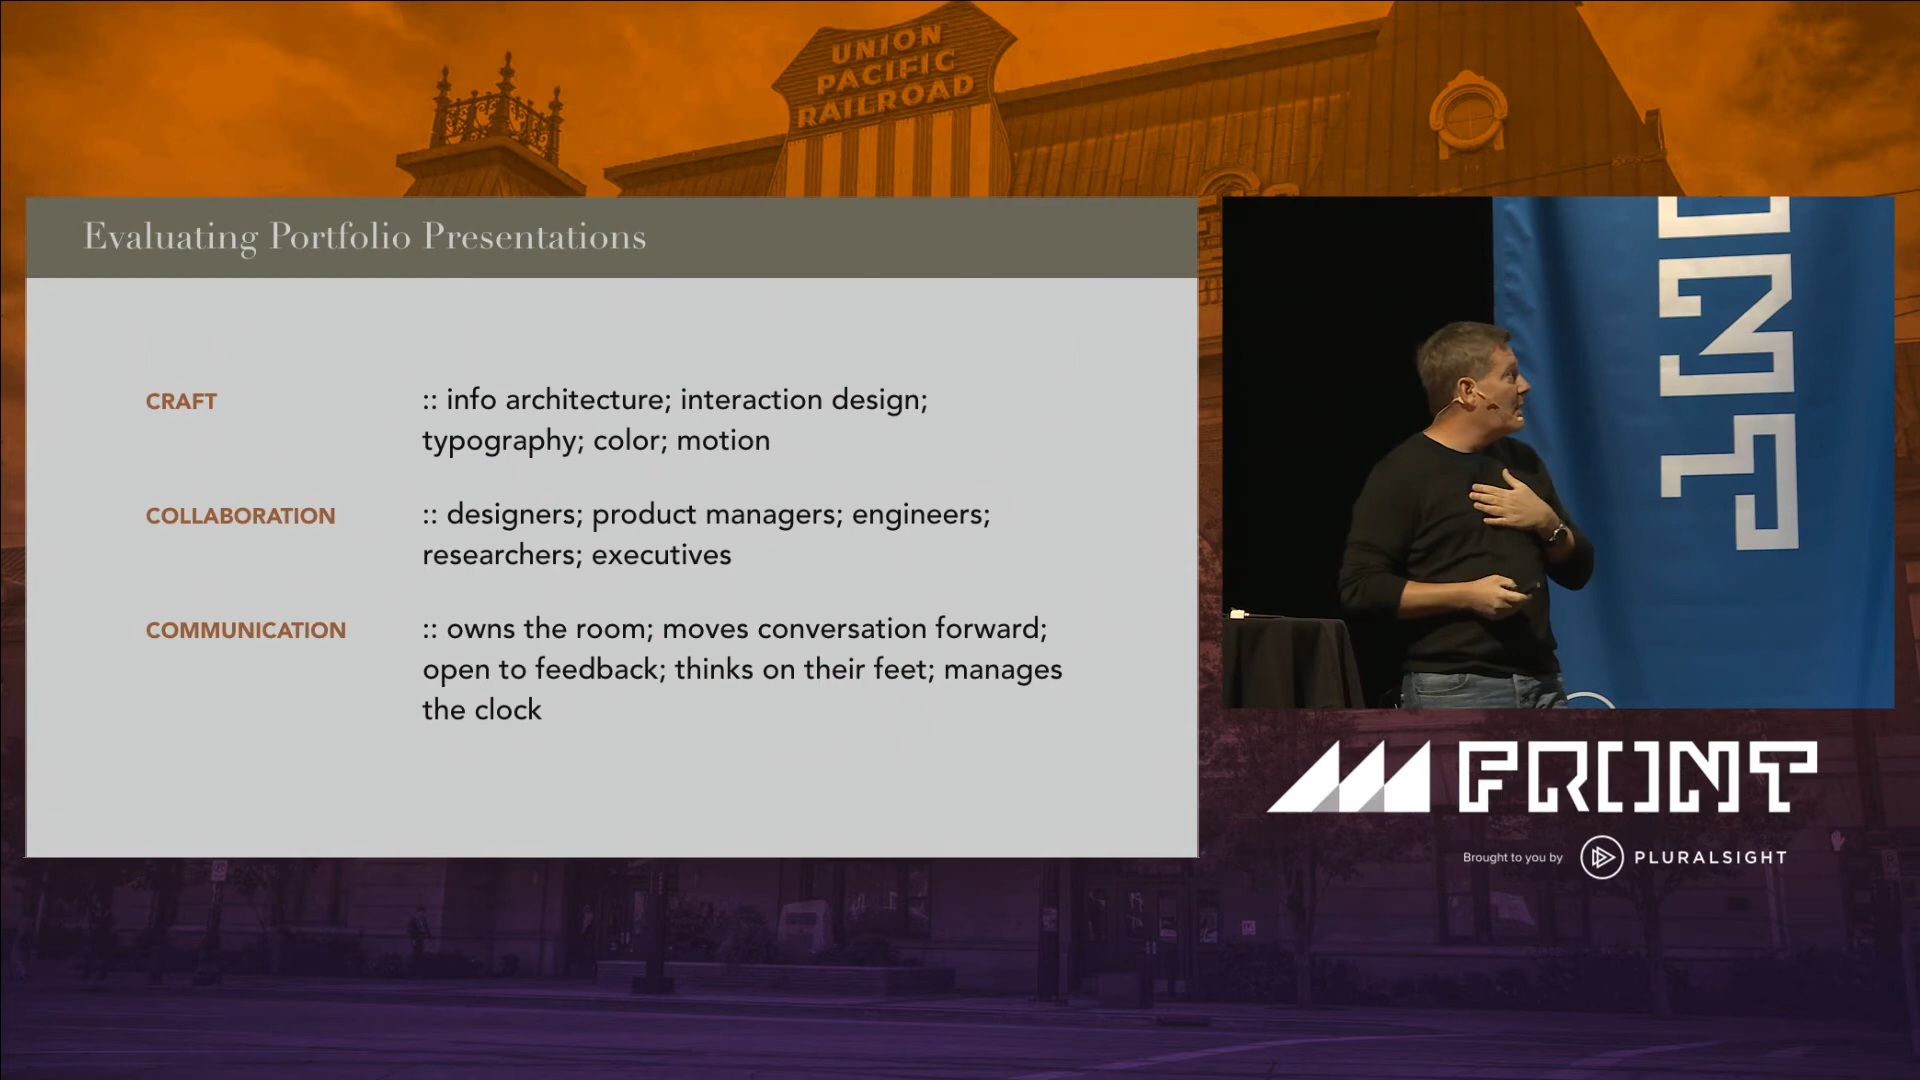 UNION
PACIFIC
RAILROAD
Evaluating Portfolio Presentations
CRAFT
:: info architecture; interaction design;
typography; color; motion
COLLABORATION
:: designers; product managers; engineers;
researchers; executives
COMMUNICATION
:: owns the room; moves conversation forward;
open to feedback; thinks on their feet; manages
the clock
ONT
FRONT
Brought to you by
PLURALSIGHT